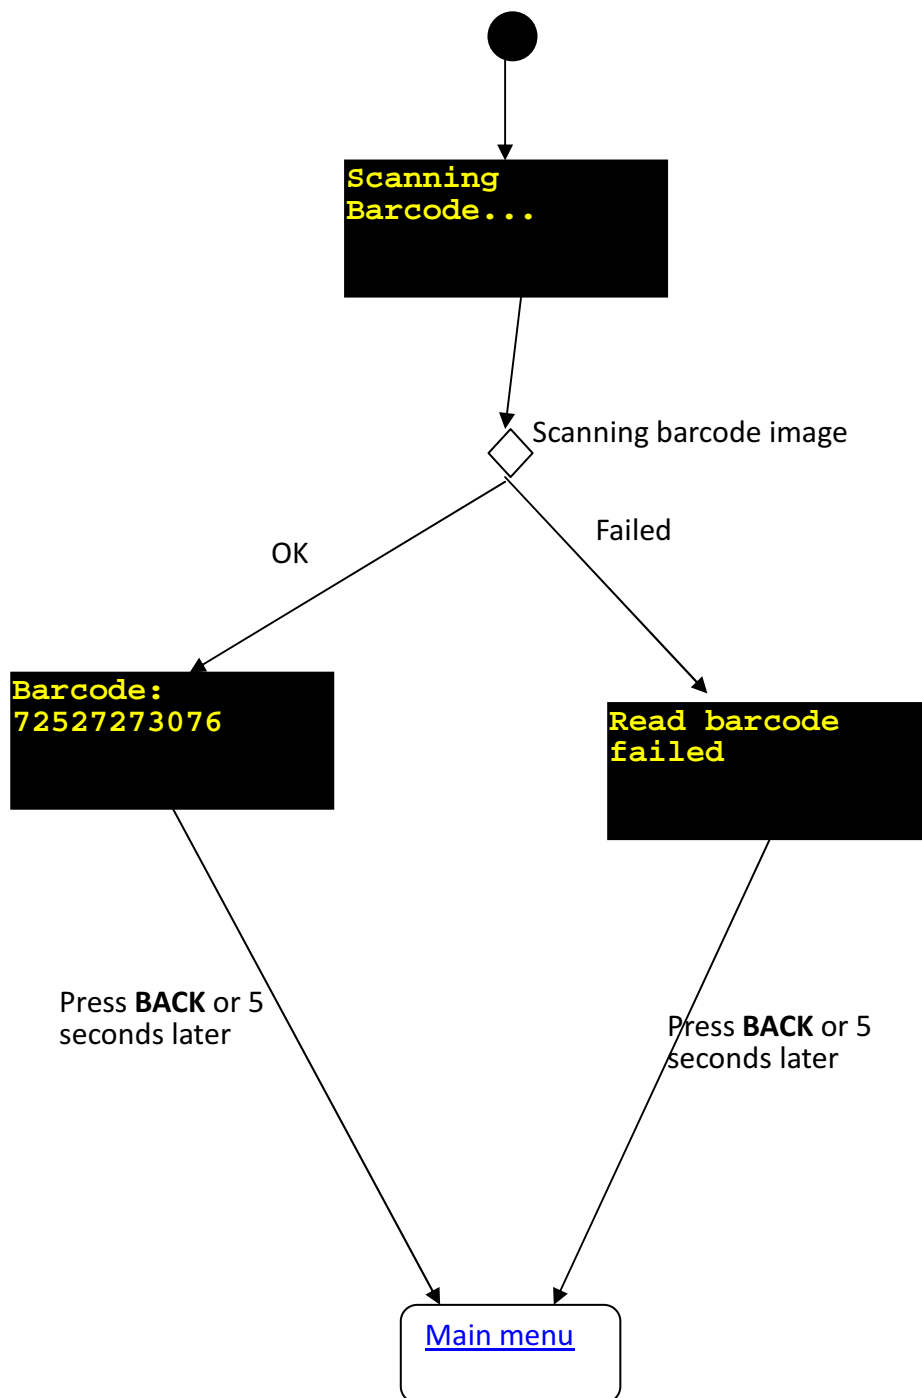 Scanning
Barcode...
Scanning barcode image
Failed
OK
Barcode:
72527273076
Read barcode
failed
Press BACK or 5
seconds later
Press BACK or 5
seconds later
Main menu